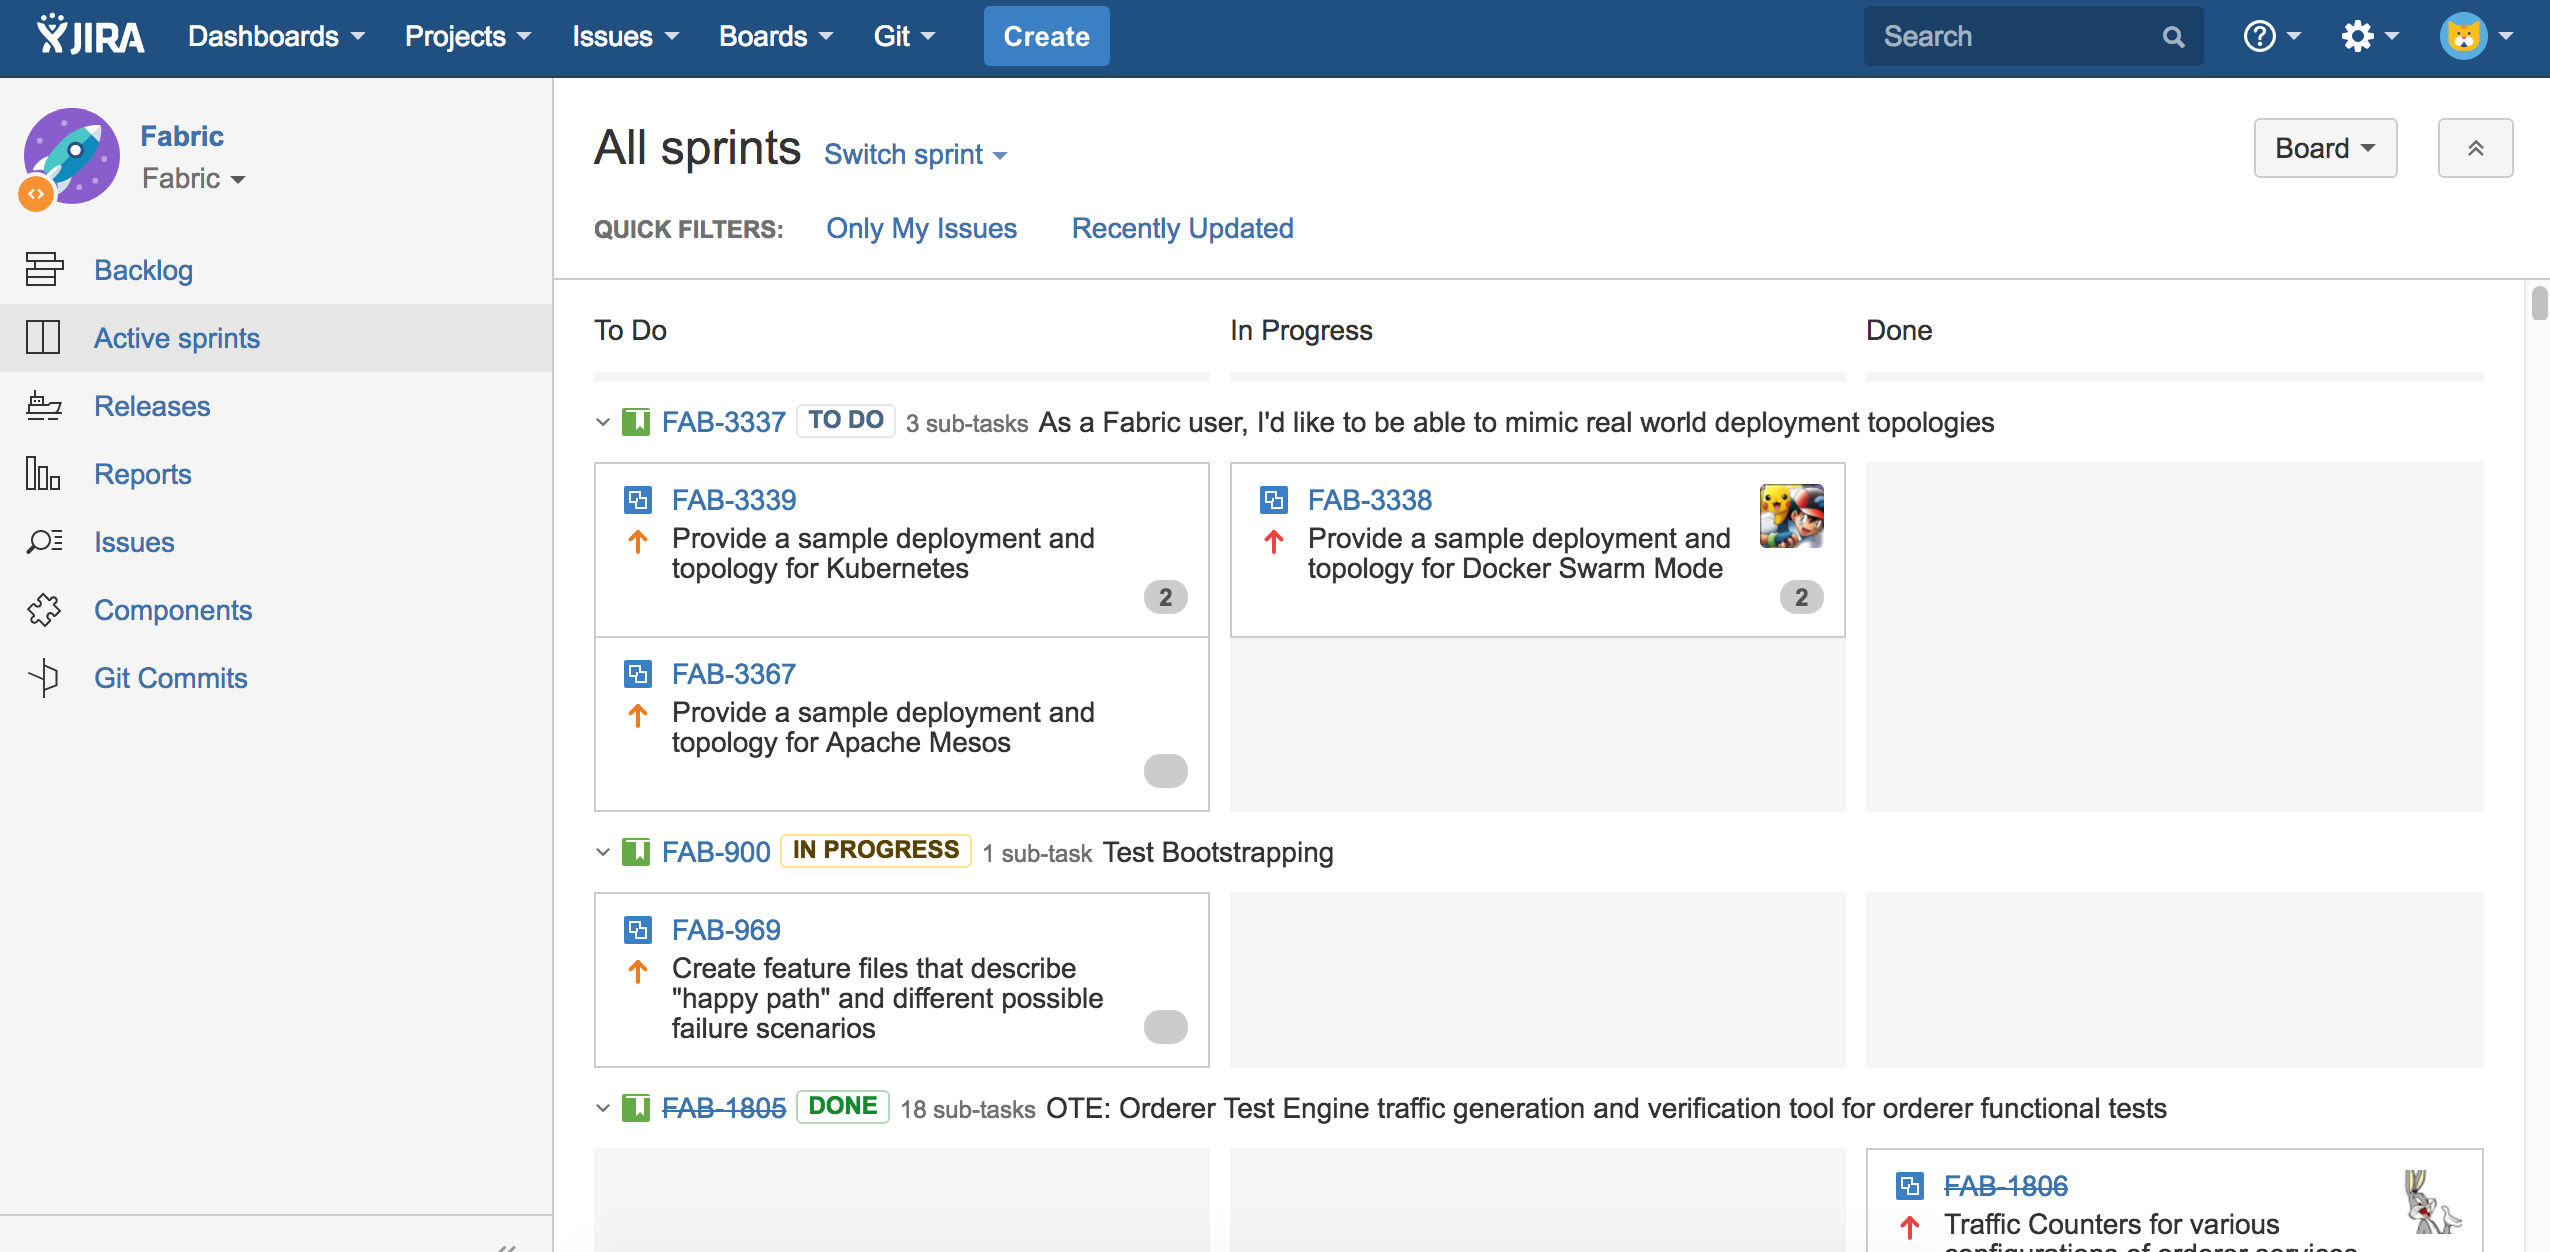 JIRA Dashboards Projects Issues Boards Git Create Search
Fabric
Fabric
Backlog
Active sprints
Releases
Reports
Issues
Components
Git Commits
All sprints Switch sprint Board
QUICK FILTERS: Only My Issues Recently Updated
To Do In Progress Done
FAB-3337 TO DO 3 sub-tasks As a Fabric user, I'd like to be able to mimic real world deployment topologies
FAB-3339
Provide a sample deployment and
topology for Kubernetes
2
FAB-3338
Provide a sample deployment and
topology for Docker Swarm Mode
2
FAB-3367
Provide a sample deployment and
topology for Apache Mesos
FAB-900 IN PROGRESS 1 sub-task Test Bootstrapping
FAB-969
Create feature files that describe
"happy path" and different possible
failure scenarios
FAB-1805 DONE 18 sub-tasks OTE: Orderer Test Engine traffic generation and verification tool for orderer functional tests
FAB-1806
Traffic Counters for various
configurations of orderer services